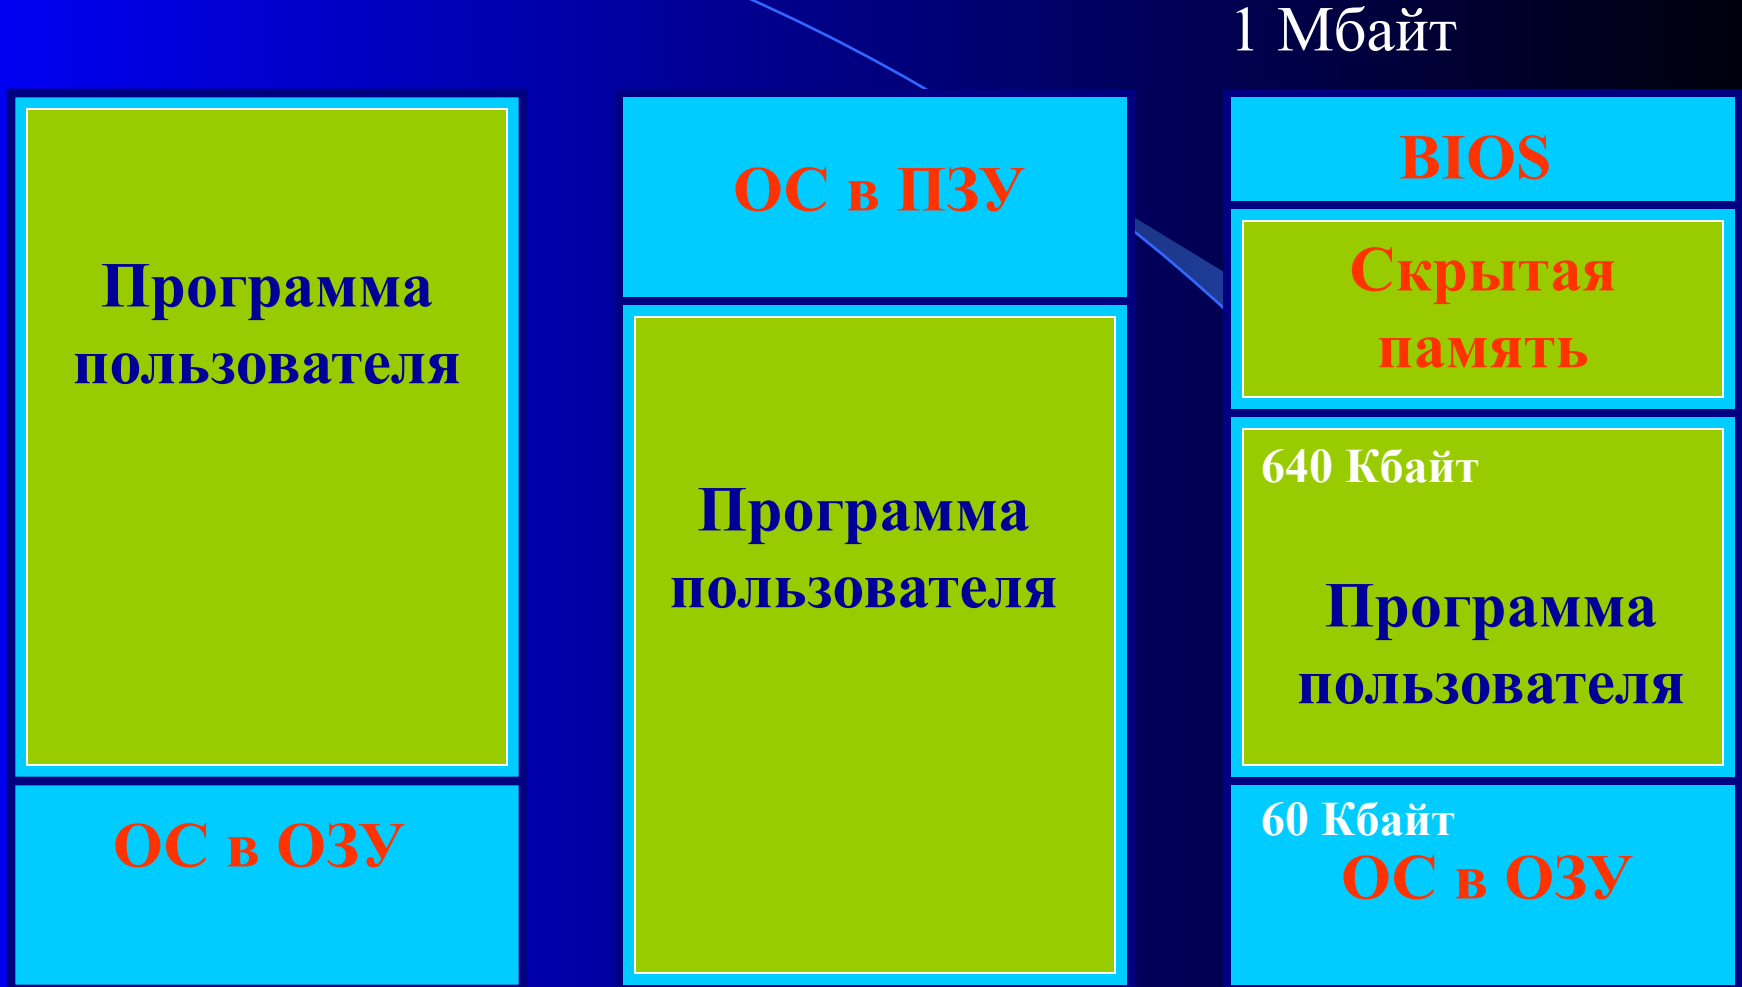 1 Мбайт
Программа
пользователя
ОС в ОЗУ
ОС в ПЗУ
Программа
пользователя
BIOS
Скрытая
память
640 Кбайт
Программа
пользователя
60 Кбайт
ОС в ОЗУ